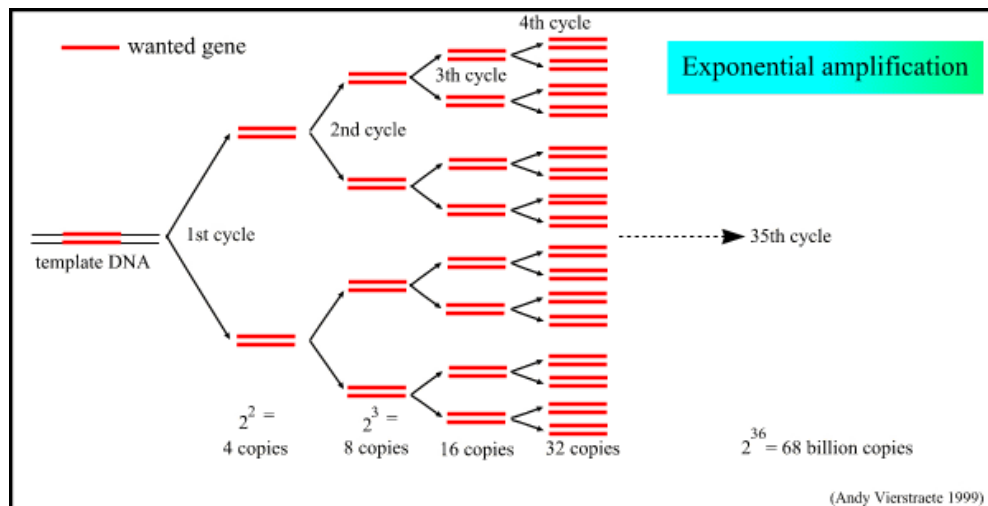 wanted gene
4th cycle
Exponential amplification
3th cycle
2nd cycle
1st cycle
35th cycle
template DNA
2^2 =
4 copies
2^3 =
8 copies
16 copies
32 copies
2^36 = 68 billion copies
(Andy Vierstraete 1999)